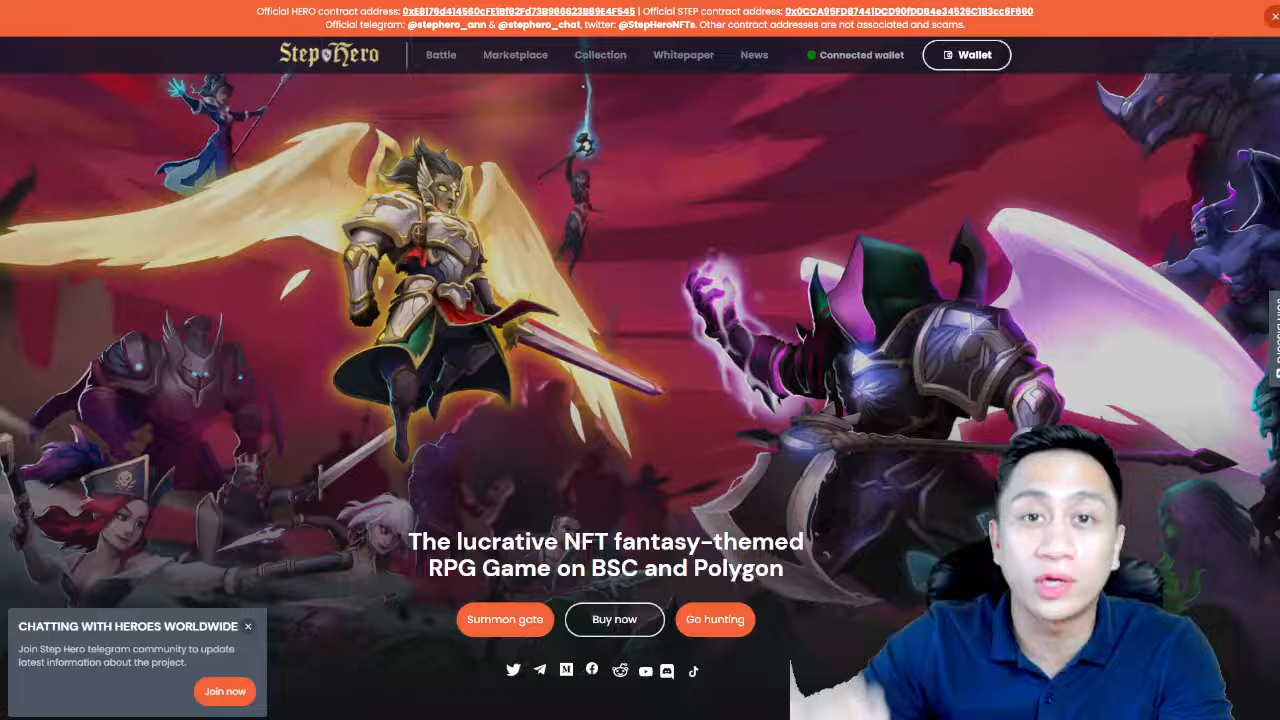 Official HERO contract address: 0xE8176d414560cFE1Bf82Fd73B986823B89E4F545 | Official STEP contract address: 0x0CCA95FD87441DCD90fDDB4e34526C1B3cc6F660
Official telegram: @stephero_ann & @stephero_chat, twitter: @StepHeroNFTs. Other contract addresses are not associated and scams.
StepHero Battle Marketplace Collection Whitepaper News Connected wallet Wallet
The lucrative NFT fantasy-themed
RPG Game on BSC and Polygon
Summon gate Buy now Go hunting
CHATTING WITH HEROES WORLDWIDE
Join Step Hero telegram community to update
latest information about the project.
Join now